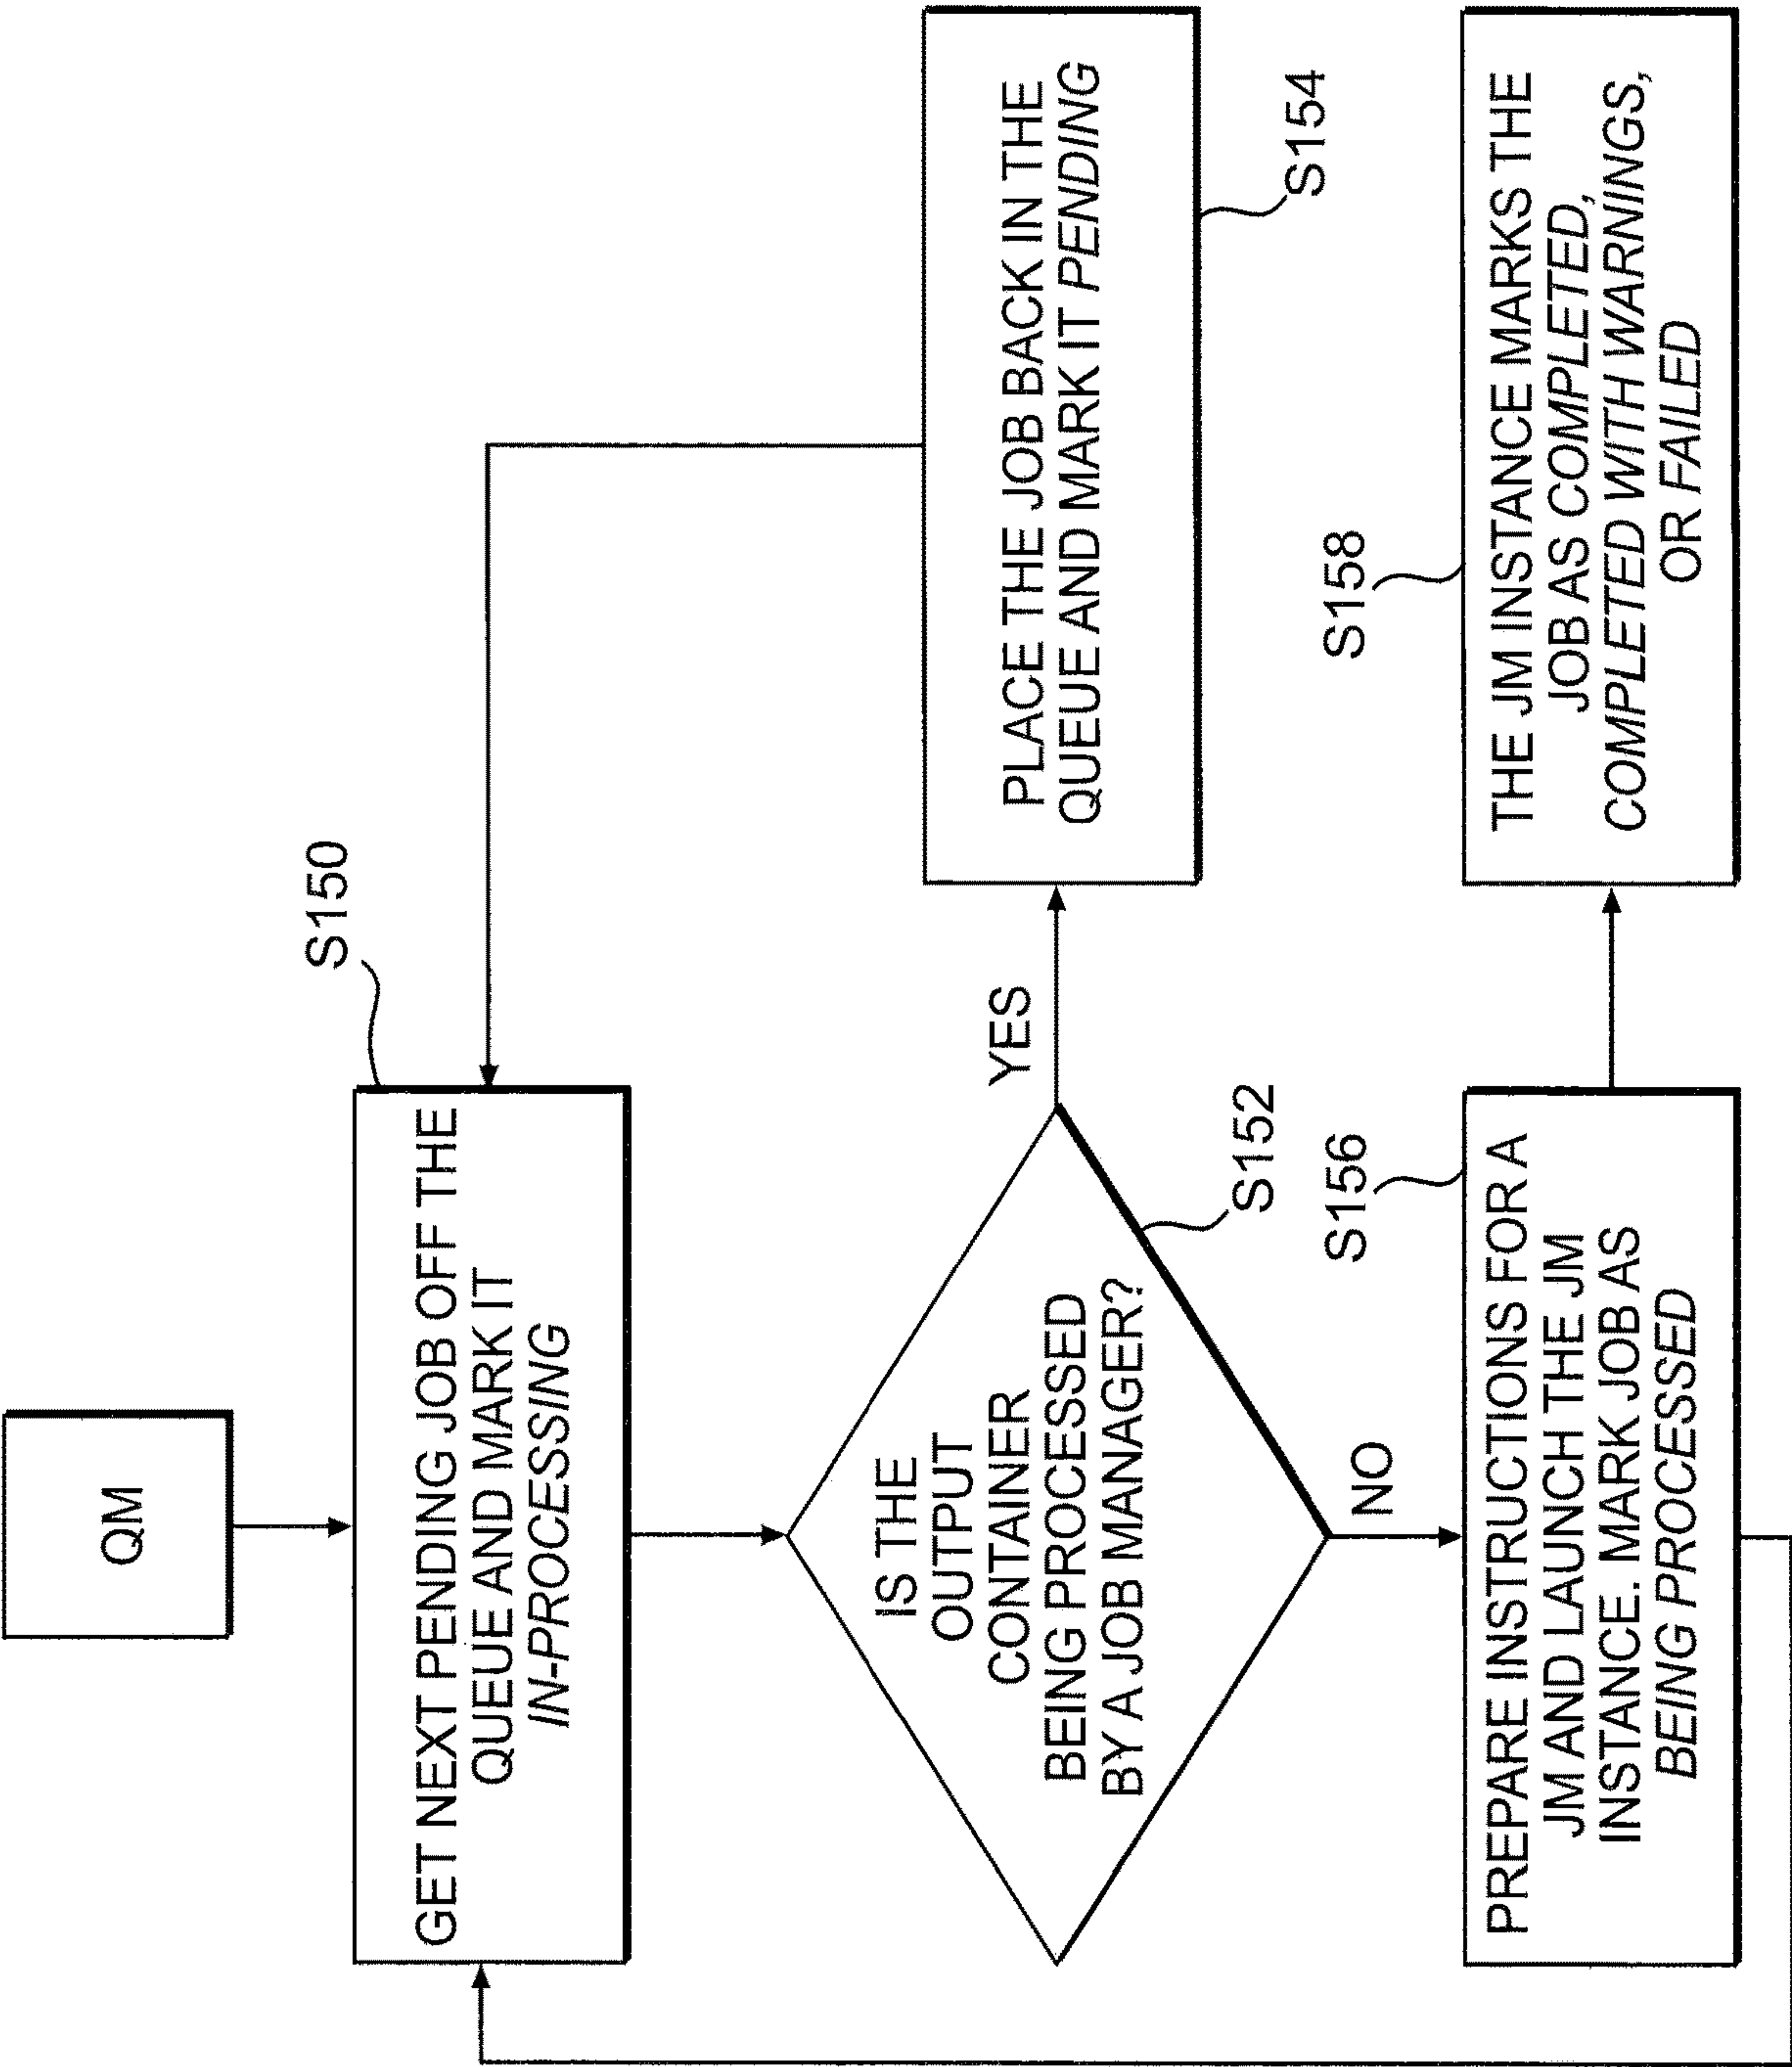 QM
S150
GET NEXT PENDING JOB OFF THE
QUEUE AND MARK IT
IN-PROCESSING
IS THE
OUTPUT
CONTAINER
BEING PROCESSED
BY A JOB MANAGER?
S152
YES
PLACE THE JOB BACK IN THE
QUEUE AND MARK IT PENDING
S154
NO
S156
PREPARE INSTRUCTIONS FOR A
JM AND LAUNCH THE JM
INSTANCE. MARK JOB AS
BEING PROCESSED
S158
THE JM INSTANCE MARKS THE
JOB AS COMPLETED,
COMPLETED WITH WARNINGS,
OR FAILED